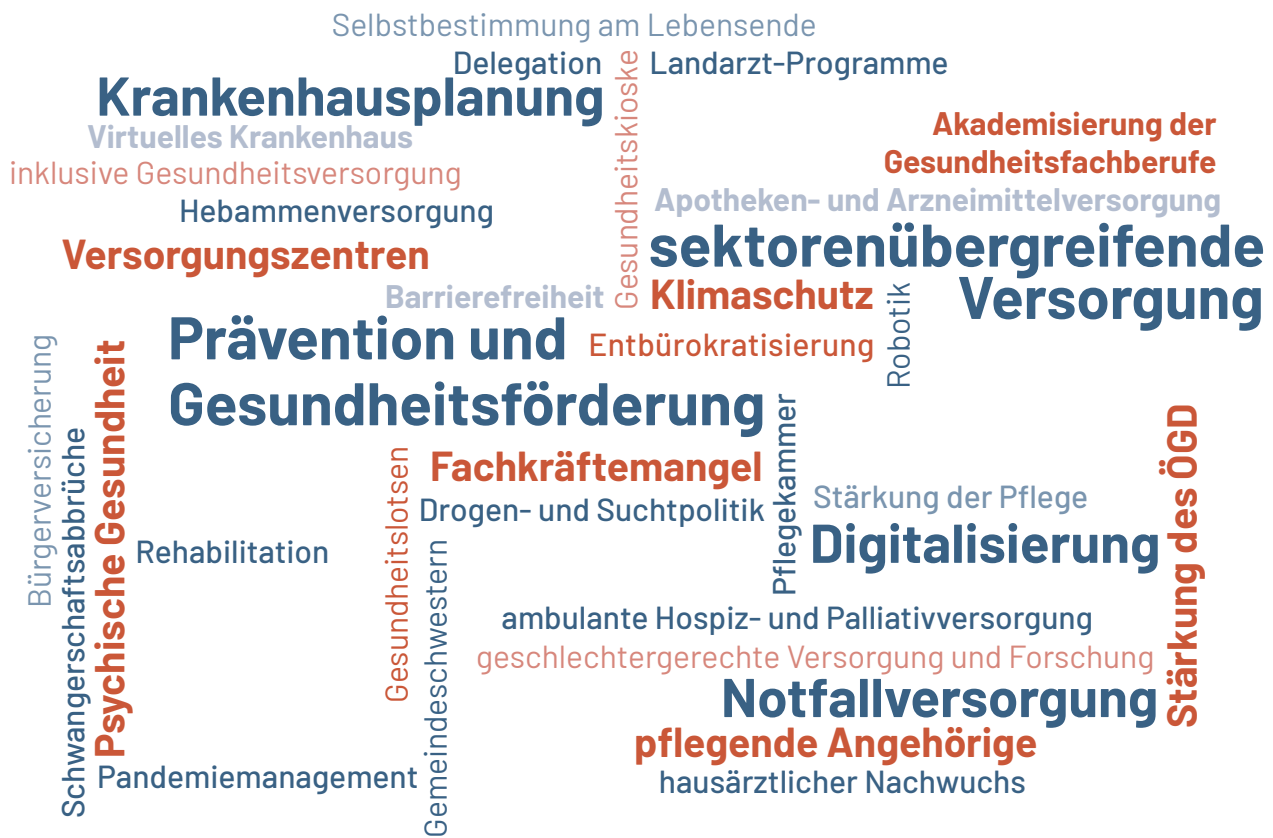 Selbstbestimmung am Lebensende
Delegation
Landarzt-Programme
Krankenhausplanung
Gesundheitskioske
Virtuelles Krankenhaus
Akademisierung der
Gesundheitsfachberufe
inklusive Gesundheitsversorgung
Hebammenversorgung
Apotheken- und Arzneimittelversorgung
Versorgungszentren
sektorenübergreifende
Versorgung
Barrierefreiheit
Klimaschutz
Robotik
Prävention und
Gesundheitsförderung
Entbürokratisierung
Bürgerversicherung
Schwangerschaftsabbrüche
Psychische Gesundheit
Pflegekammer
Stärkung des ÖGD
Gesundheitslotsen
Fachkräftemangel
Drogen- und Suchtpolitik
Stärkung der Pflege
Digitalisierung
Rehabilitation
Gemeindeschwestern
ambulante Hospiz- und Palliativversorgung
geschlechtergerechte Versorgung und Forschung
Notfallversorgung
pflegende Angehörige
Pandemiemanagement
hausärztlicher Nachwuchs